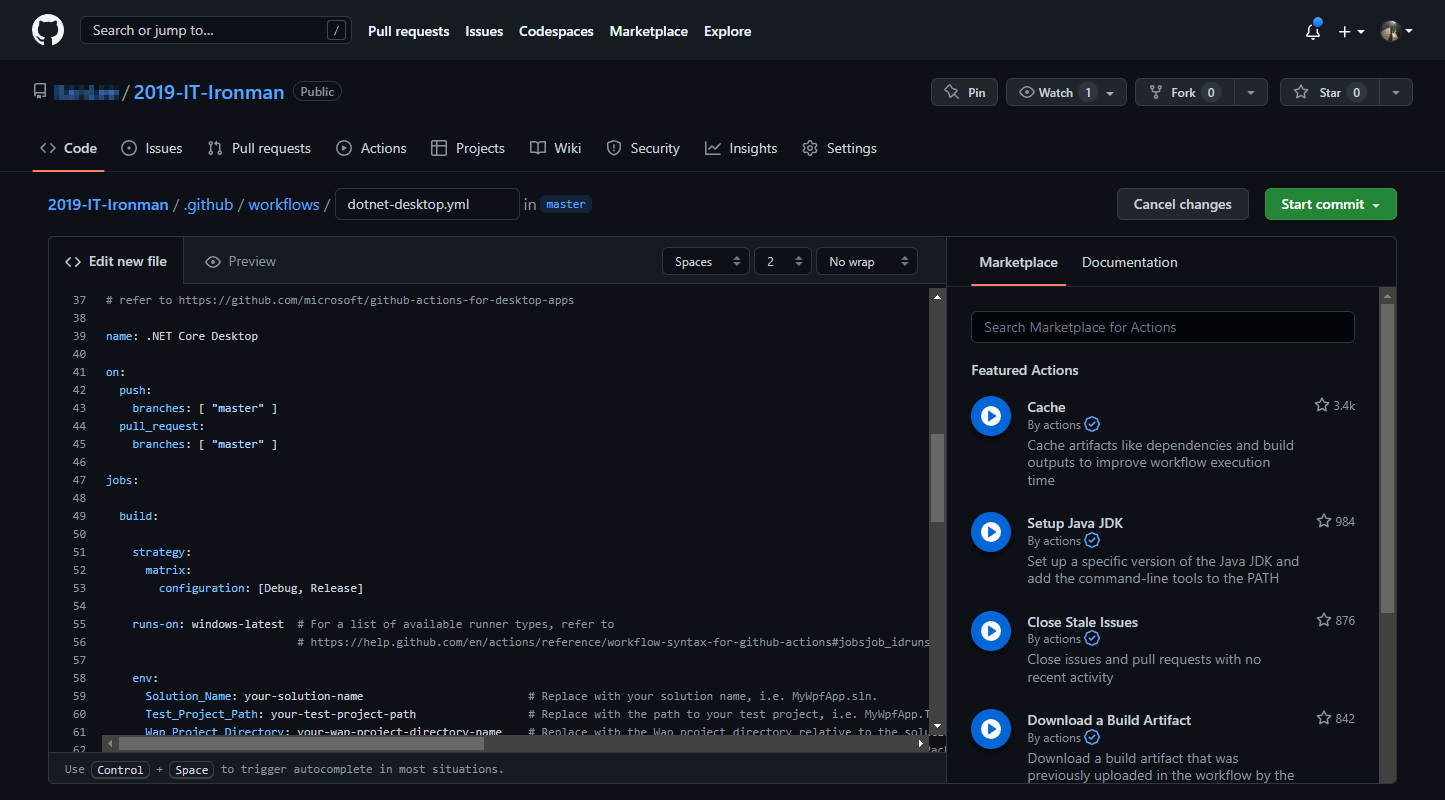 Search or jump to... /
Pull requests Issues Codespaces Marketplace Explore
/ 2019-IT-Ironman Public
Pin Watch 1 Fork 0 Star 0
Code Issues Pull requests Actions Projects Wiki Security Insights Settings
2019-IT-Ironman / .github / workflows / dotnet-desktop.yml in master
Cancel changes Start commit
Edit new file Preview Spaces 2 No wrap
37 # refer to https://github.com/microsoft/github-actions-for-desktop-apps
38
39 name: .NET Core Desktop
40
41 on:
42 push:
43 branches: [ "master" ]
44 pull_request:
45 branches: [ "master" ]
46
47 jobs:
48
49 build:
50
51 strategy:
52 matrix:
53 configuration: [Debug, Release]
54
55 runs-on: windows-latest # For a list of available runner types, refer to
56 # https://help.github.com/en/actions/reference/workflow-syntax-for-github-actions#jobsjob_idruns
57
58 env:
59 Solution_Name: your-solution-name # Replace with your solution name, i.e. MyWpfApp.sln.
60 Test_Project_Path: your-test-project-path # Replace with the path to your test project, i.e. MyWpfApp.T
61 Wap_Project_Directory: your-wap-project-directory-name # Replace with the Wap project directory relative to the solu
62
Use Control + Space to trigger autocomplete in most situations.
Marketplace Documentation
Search Marketplace for Actions
Featured Actions
Cache 3.4k
By actions
Cache artifacts like dependencies and build
outputs to improve workflow execution
time
Setup Java JDK 984
By actions
Set up a specific version of the Java JDK and
add the command-line tools to the PATH
Close Stale Issues 876
By actions
Close issues and pull requests with no
recent activity
Download a Build Artifact 842
By actions
Download a build artifact that was
previously uploaded in the workflow by the